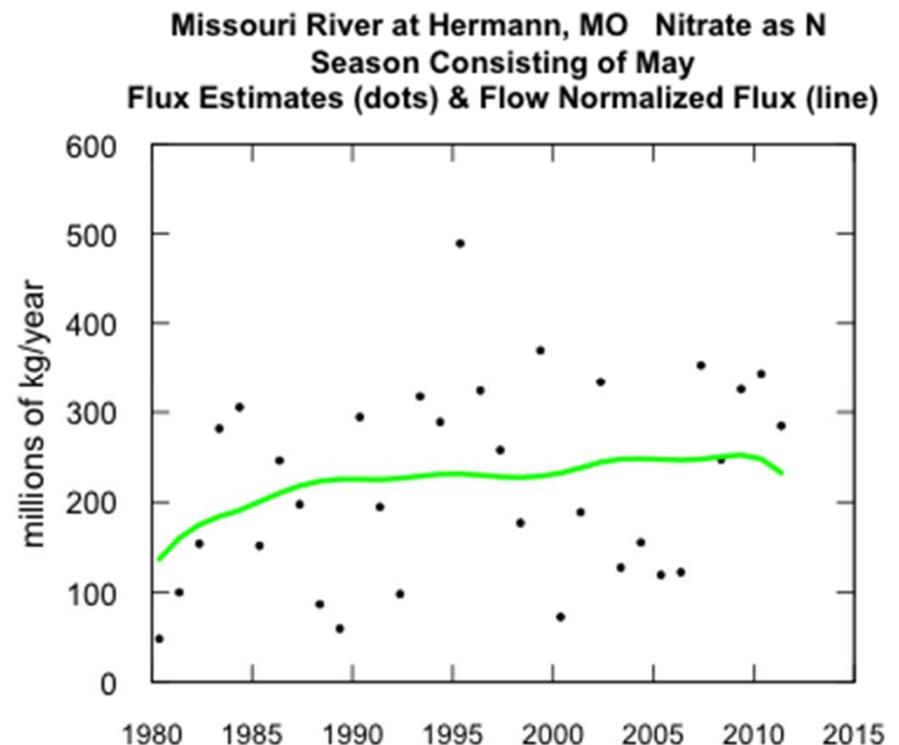 Missouri River at Hermann, MO Nitrate as N
Season Consisting of May
Flux Estimates (dots) & Flow Normalized Flux (line)
600
500
400
300
200
100
0
millions of kg/year
1980 1985 1990 1995 2000 2005 2010 2015